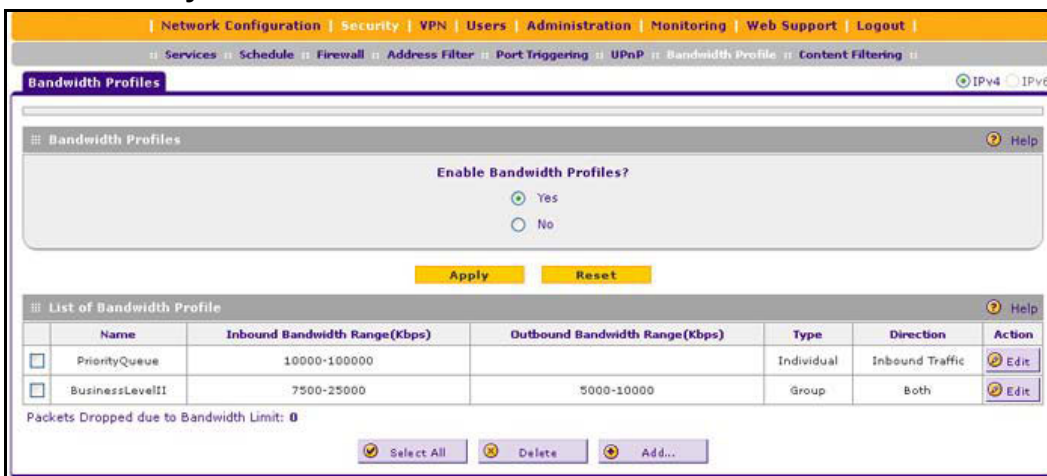 | Network Configuration | Security | VPN | Users | Administration | Monitoring | Web Support | Logout |
:: Services :: Schedule :: Firewall :: Address Filter :: Port Triggering :: UPnP :: Bandwidth Profile :: Content Filtering ::
Bandwidth Profiles IPv4 IPv6
Bandwidth Profiles Help
Enable Bandwidth Profiles?
Yes
No
Apply Reset
List of Bandwidth Profile Help
Name Inbound Bandwidth Range(Kbps) Outbound Bandwidth Range(Kbps) Type Direction Action
PriorityQueue 10000-100000 Individual Inbound Traffic Edit
BusinessLevelII 7500-25000 5000-10000 Group Both Edit
Packets Dropped due to Bandwidth Limit: 0
Select All Delete Add...